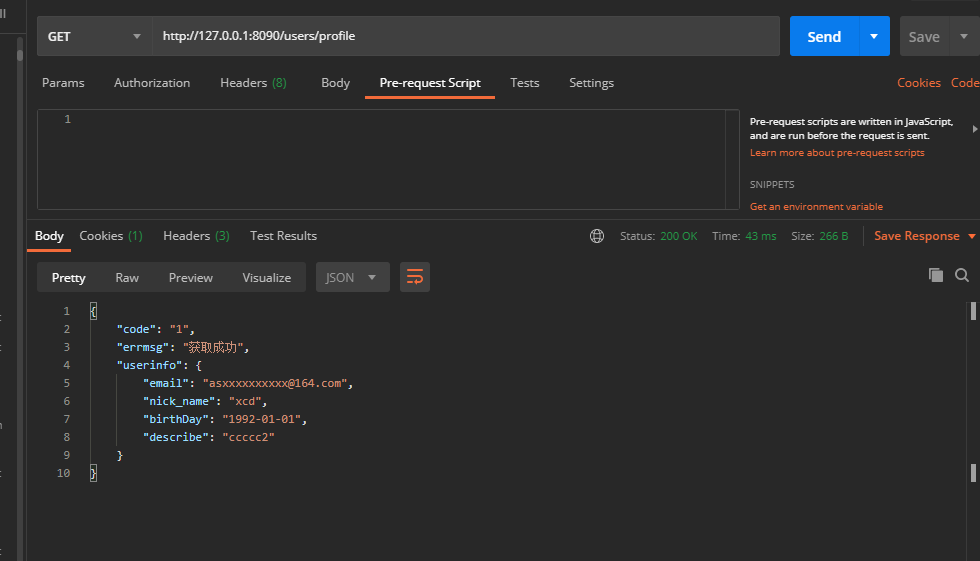 GET http://127.0.0.1:8090/users/profile Send Save
Params Authorization Headers (8) Body Pre-request Script Tests Settings Cookies Code
1
Pre-request scripts are written in JavaScript,
and are run before the request is sent.
Learn more about pre-request scripts
SNIPPETS
Get an environment variable
Body Cookies (1) Headers (3) Test Results Status: 200 OK Time: 43 ms Size: 266 B Save Response
Pretty Raw Preview Visualize JSON
1 {
2 "code": "1",
3 "errmsg": "获取成功",
4 "userinfo": {
5 "email": "asxxxxxxxxxx@164.com",
6 "nick_name": "xcd",
7 "birthDay": "1992-01-01",
8 "describe": "ccccc2"
9 }
10 }